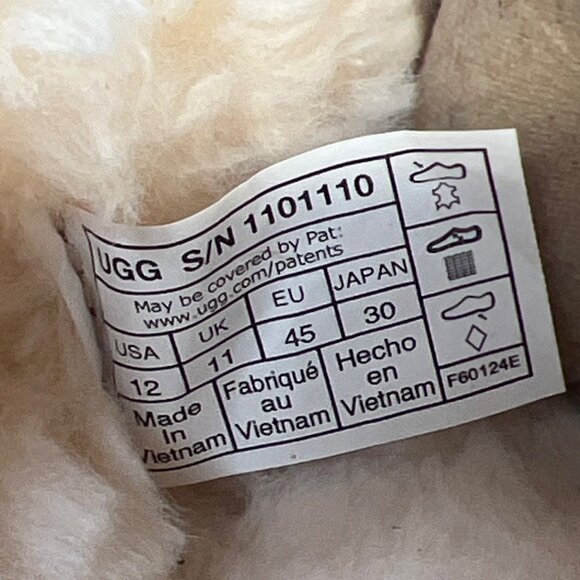 UGG S/N 1101110
May be covered by Pat:
www.ugg.com/patents
USA UK EU JAPAN
12 11 45 30
Made
In
Vietnam
Fabriqué
au
Vietnam
Hecho
en
Vietnam
F60124E